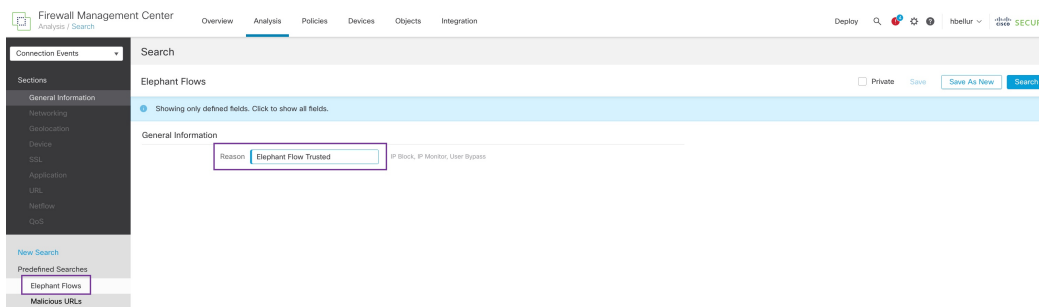 Firewall Management Center
Analysis / Search
Overview Analysis Policies Devices Objects Integration
Deploy hbellur cisco SECUR
Connection Events
Search
Sections
General Information
Networking
Geolocation
Device
SSL
Application
URL
Netflow
QoS
New Search
Predefined Searches
Elephant Flows
Malicious URLs
Elephant Flows
Private Save Save As New Search
Showing only defined fields. Click to show all fields.
General Information
Reason Elephant Flow Trusted IP Block, IP Monitor, User Bypass